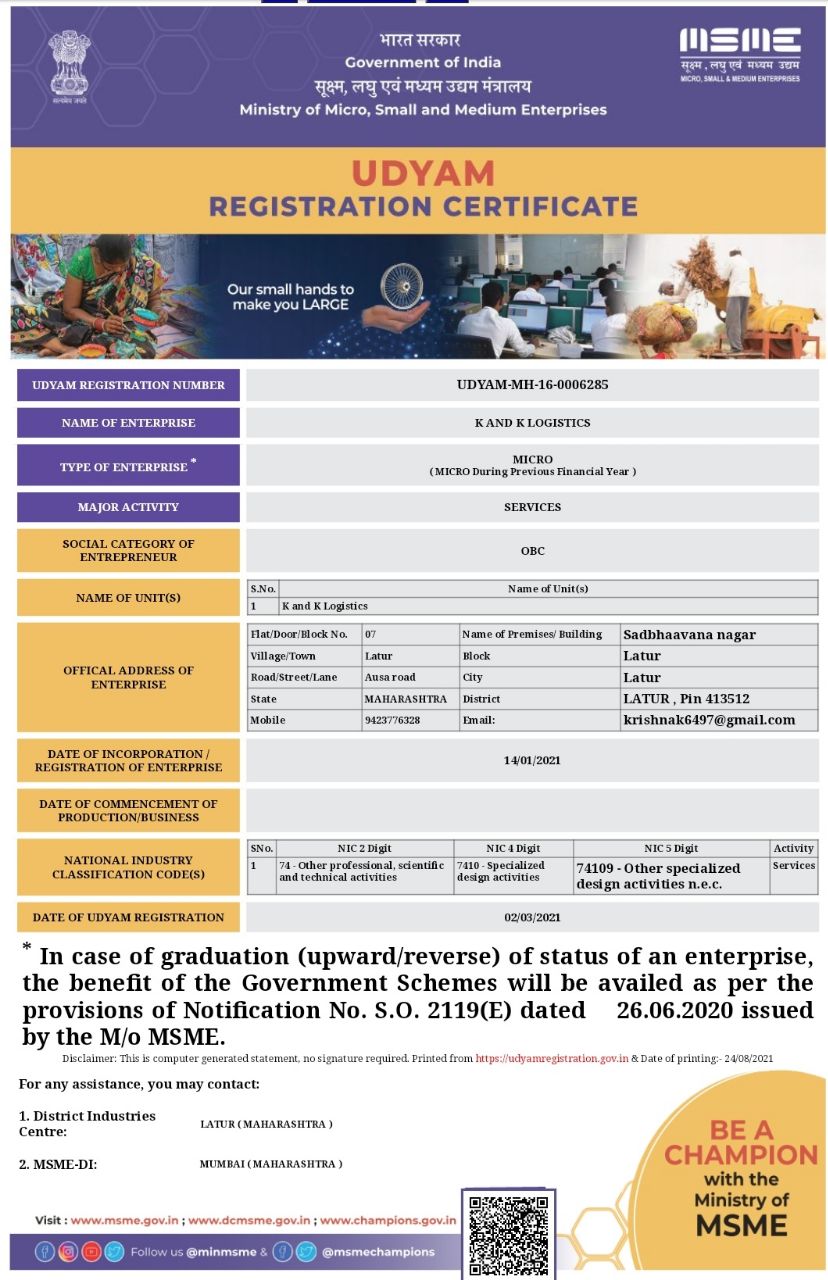 भारत सरकार
Government of India
सूक्ष्म, लघु एवं मध्यम उद्यम मंत्रालय
Ministry of Micro, Small and Medium Enterprises
सत्यमेव जयते
MSME
सूक्ष्म, लघु एवं मध्यम उद्यम
MICRO, SMALL & MEDIUM ENTERPRISES
UDYAM
REGISTRATION CERTIFICATE
Our small hands to
make you LARGE
UDYAM REGISTRATION NUMBER UDYAM-MH-16-0006285
NAME OF ENTERPRISE K AND K LOGISTICS
TYPE OF ENTERPRISE * MICRO
( MICRO During Previous Financial Year )
MAJOR ACTIVITY SERVICES
SOCIAL CATEGORY OF
ENTREPRENEUR OBC
NAME OF UNIT(S)
S.No. Name of Unit(s)
1 K and K Logistics
OFFICAL ADDRESS OF
ENTERPRISE
Flat/Door/Block No. 07 Name of Premises/ Building Sadbhaavana nagar
Village/Town Latur Block Latur
Road/Street/Lane Ausa road City Latur
State MAHARASHTRA District LATUR , Pin 413512
Mobile 9423776328 Email: krishnak6497@gmail.com
DATE OF INCORPORATION /
REGISTRATION OF ENTERPRISE 14/01/2021
DATE OF COMMENCEMENT OF
PRODUCTION/BUSINESS
NATIONAL INDUSTRY
CLASSIFICATION CODE(S)
SNo. NIC 2 Digit NIC 4 Digit NIC 5 Digit Activity
1 74 - Other professional, scientific and technical activities 7410 - Specialized design activities 74109 - Other specialized design activities n.e.c. Services
DATE OF UDYAM REGISTRATION 02/03/2021
* In case of graduation (upward/reverse) of status of an enterprise,
the benefit of the Government Schemes will be availed as per the
provisions of Notification No. S.O. 2119(E) dated 26.06.2020 issued
by the M/o MSME.
Disclaimer: This is computer generated statement, no signature required. Printed from https://udyamregistration.gov.in & Date of printing:- 24/08/2021
For any assistance, you may contact:
1. District Industries
Centre: LATUR ( MAHARASHTRA )
2. MSME-DI: MUMBAI ( MAHARASHTRA )
BE A
CHAMPION
with the
Ministry of
MSME
Visit : www.msme.gov.in ; www.dcmsme.gov.in ; www.champions.gov.in
Follow us @minmsme & @msmechampions